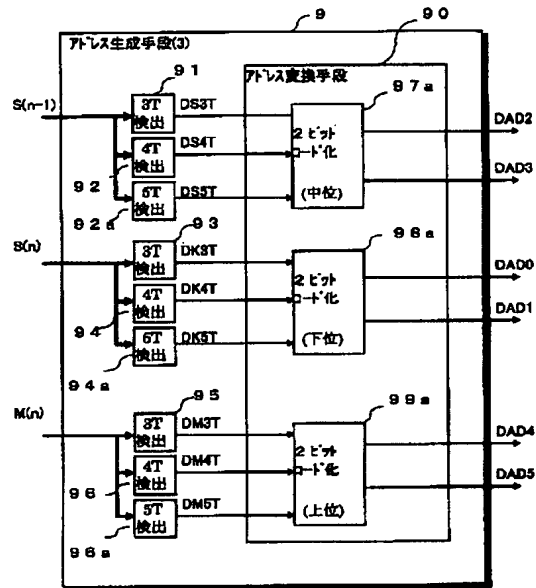 9
90
アドレス生成手段(3)
アドレス変換手段
91
97a
S(n-1)
3T
検出
DS3T
DAD2
92
4T
検出
DS4T
2 ビット
コード化
92a
5T
検出
DS5T
(中位)
DAD3
93
98a
S(n)
3T
検出
DK3T
DAD0
94
4T
検出
DK4T
2 ビット
コード化
DAD1
94a
5T
検出
DK5T
(下位)
95
99a
M(n)
3T
検出
DM3T
DAD4
96
4T
検出
DM4T
2 ビット
コード化
DAD5
96a
5T
検出
DM5T
(上位)